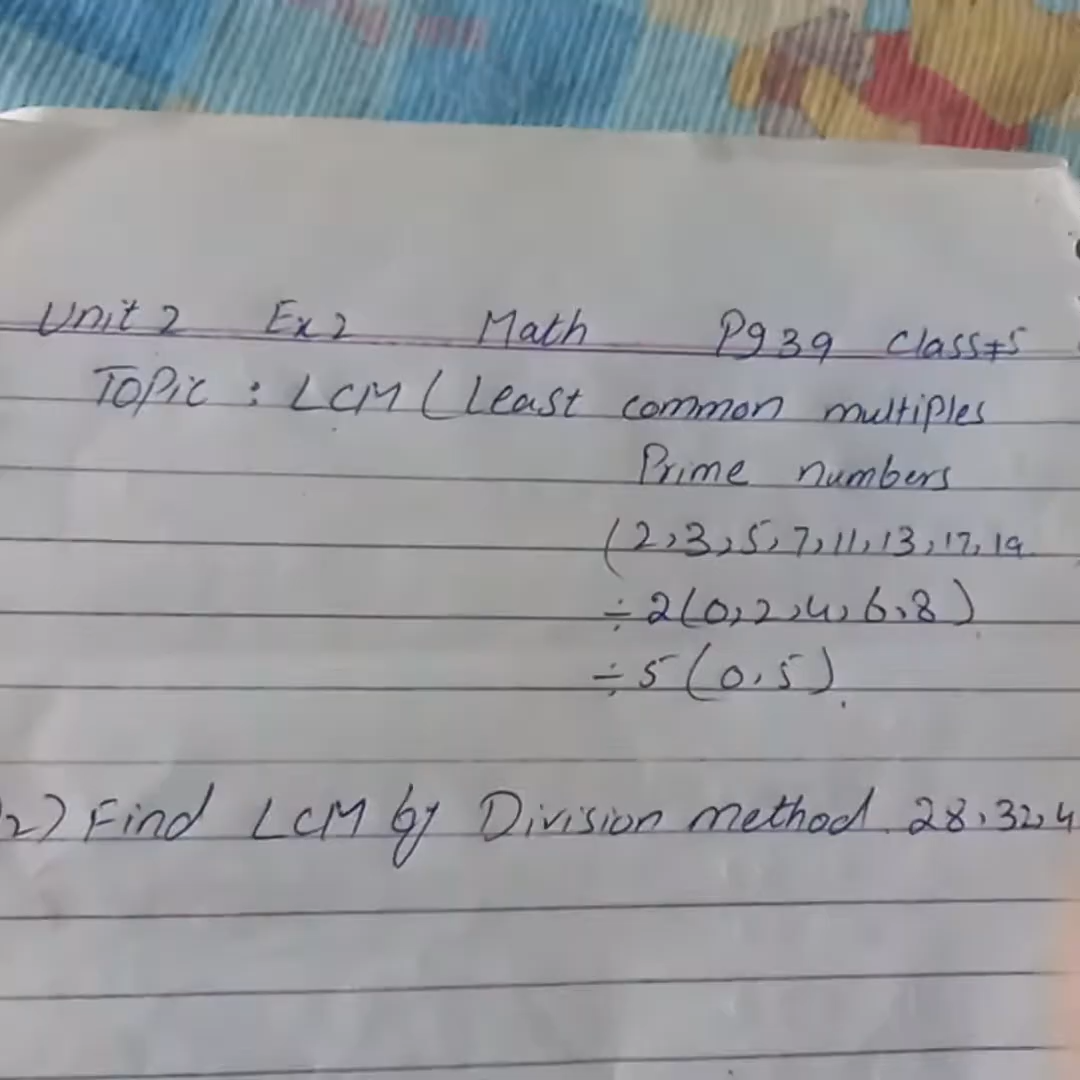 Unit 2 Ex 2 Math Pg 39 class 5
Topic : LCM ( Least common multiples
Prime numbers
(2,3,5,7,11,13,17,19
÷ 2 (0,2,4,6,8)
÷ 5 (0,5).
2) Find LCM by Division method. 28,32,4